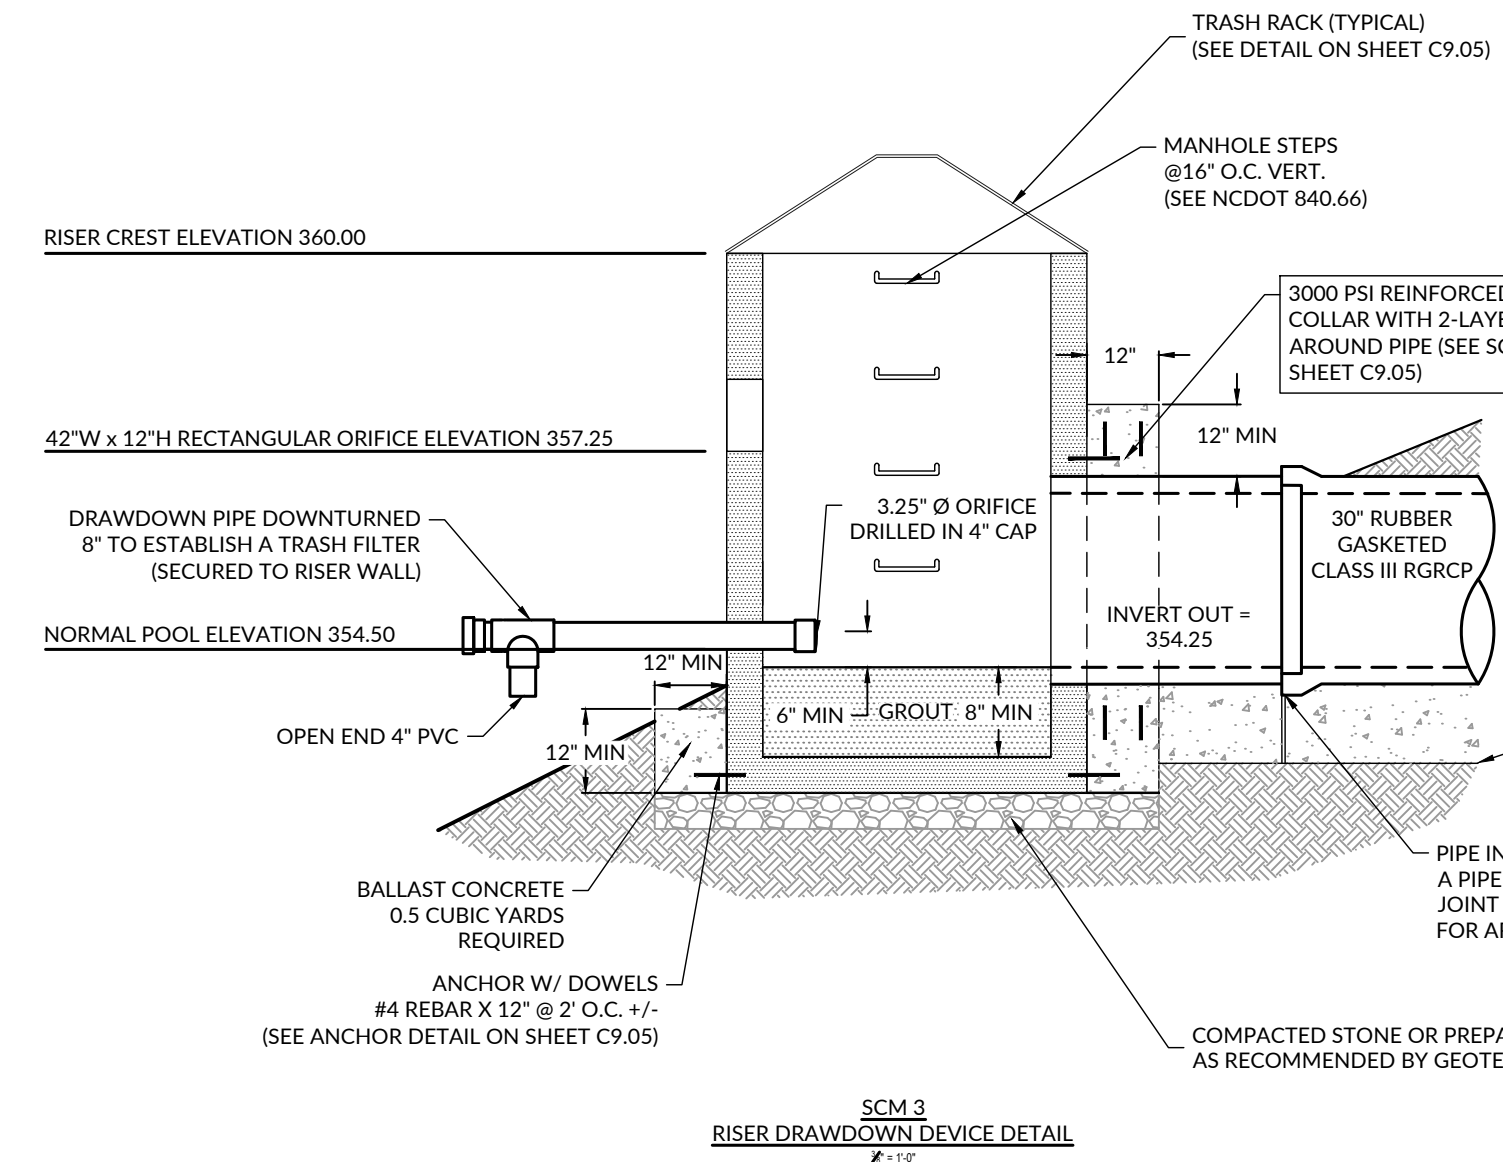 TRASH RACK (TYPICAL)
(SEE DETAIL ON SHEET C9.05)
MANHOLE STEPS
@16" O.C. VERT.
(SEE NCDOT 840.66)
RISER CREST ELEVATION 360.00
3000 PSI REINFORCED
COLLAR WITH 2-LAYE
AROUND PIPE (SEE SC
SHEET C9.05)
12"
12" MIN
42"W x 12"H RECTANGULAR ORIFICE ELEVATION 357.25
3.25" Ø ORIFICE
DRILLED IN 4" CAP
DRAWDOWN PIPE DOWNTURNED
8" TO ESTABLISH A TRASH FILTER
(SECURED TO RISER WALL)
30" RUBBER
GASKETED
CLASS III RGRCP
INVERT OUT =
354.25
NORMAL POOL ELEVATION 354.50
12" MIN
6" MIN
GROUT
8" MIN
OPEN END 4" PVC
12" MIN
BALLAST CONCRETE
0.5 CUBIC YARDS
REQUIRED
PIPE IN
A PIPE
JOINT
FOR AP
ANCHOR W/ DOWELS
#4 REBAR X 12" @ 2' O.C. +/-
(SEE ANCHOR DETAIL ON SHEET C9.05)
COMPACTED STONE OR PREPA
AS RECOMMENDED BY GEOTE
SCM 3
RISER DRAWDOWN DEVICE DETAIL
= 1'-0"